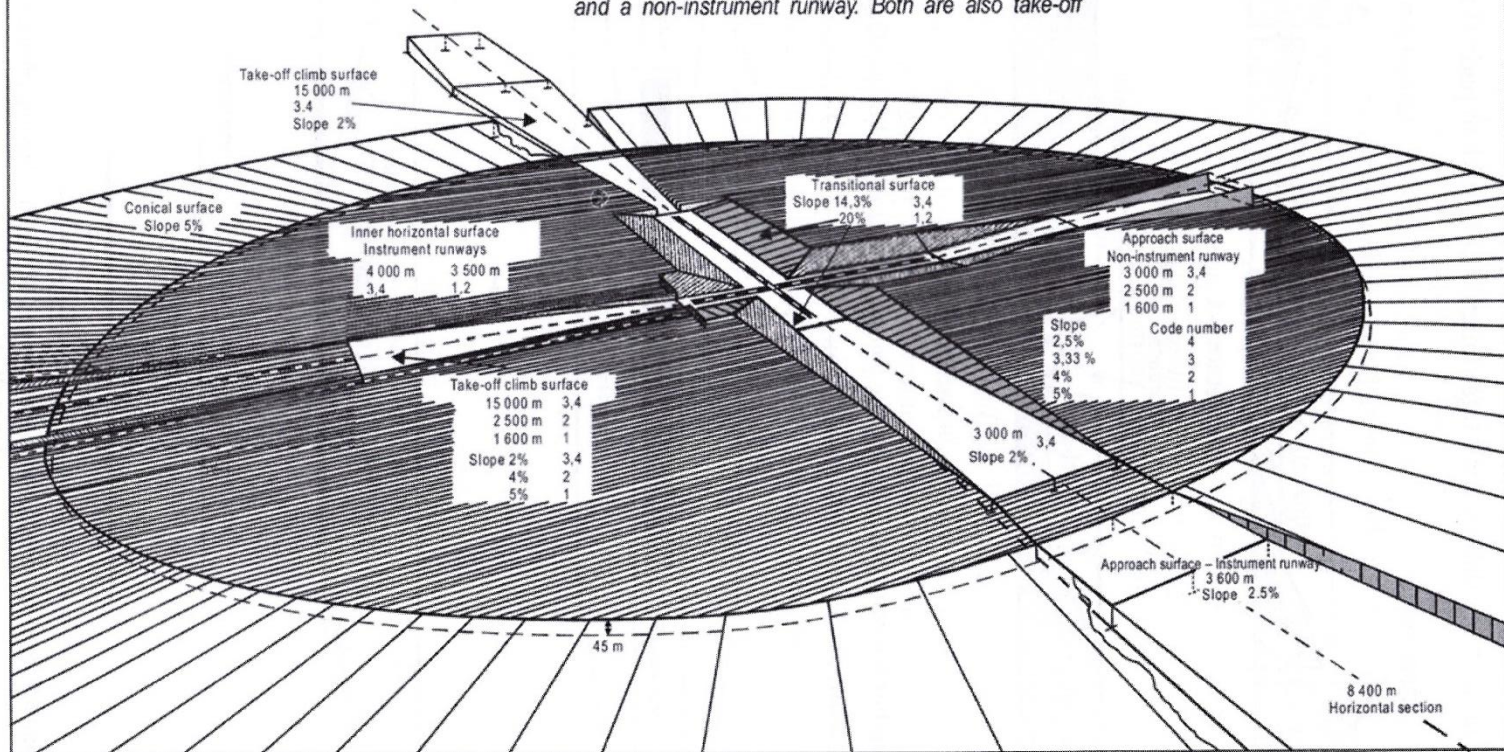 and a non-instrument runway. Both are also take-off
Take-off climb surface
15 000 m
3.4
Slope 2%
Conical surface
Slope 5%
Inner horizontal surface
Instrument runways
4 000 m 3 500 m
3,4 1,2
Transitional surface
Slope 14,3% 3,4
20% 1,2
Approach surface
Non-instrument runway
3 000 m 3,4
2 500 m 2
1 600 m 1
Slope Code number
2,5% 4
3,33 % 3
4% 2
5% 1
Take-off climb surface
15 000 m 3,4
2 500 m 2
1 600 m 1
Slope 2% 3,4
4% 2
5% 1
3 000 m 3,4
Slope 2%
Approach surface – Instrument runway
3 600 m
Slope 2.5%
45 m
8 400 m
Horizontal section